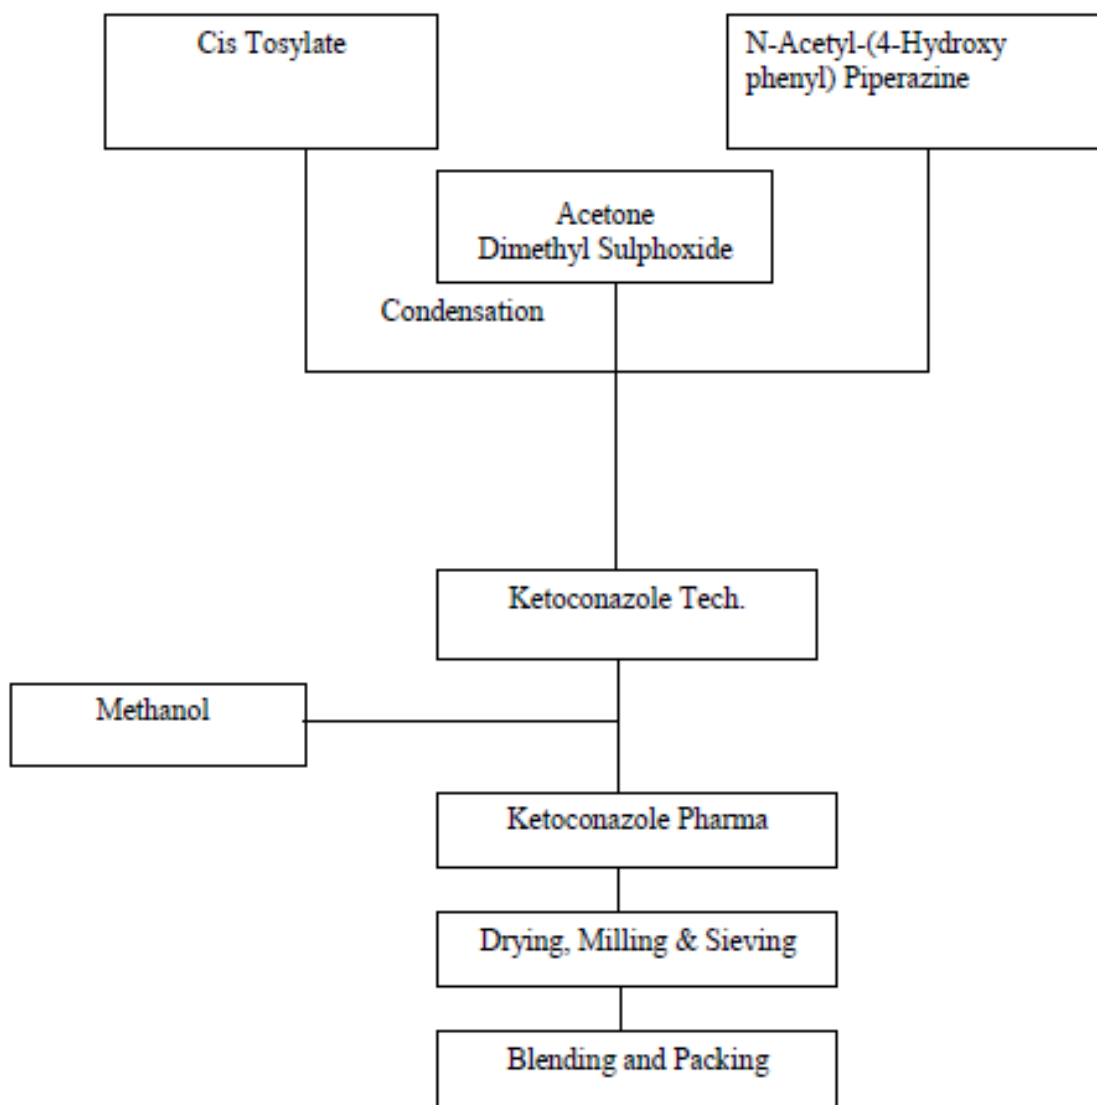 Cis Tosylate
N-Acetyl-(4-Hydroxy
phenyl) Piperazine
Acetone
Dimethyl Sulphoxide
Condensation
Ketoconazole Tech.
Methanol
Ketoconazole Pharma
Drying, Milling & Sieving
Blending and Packing